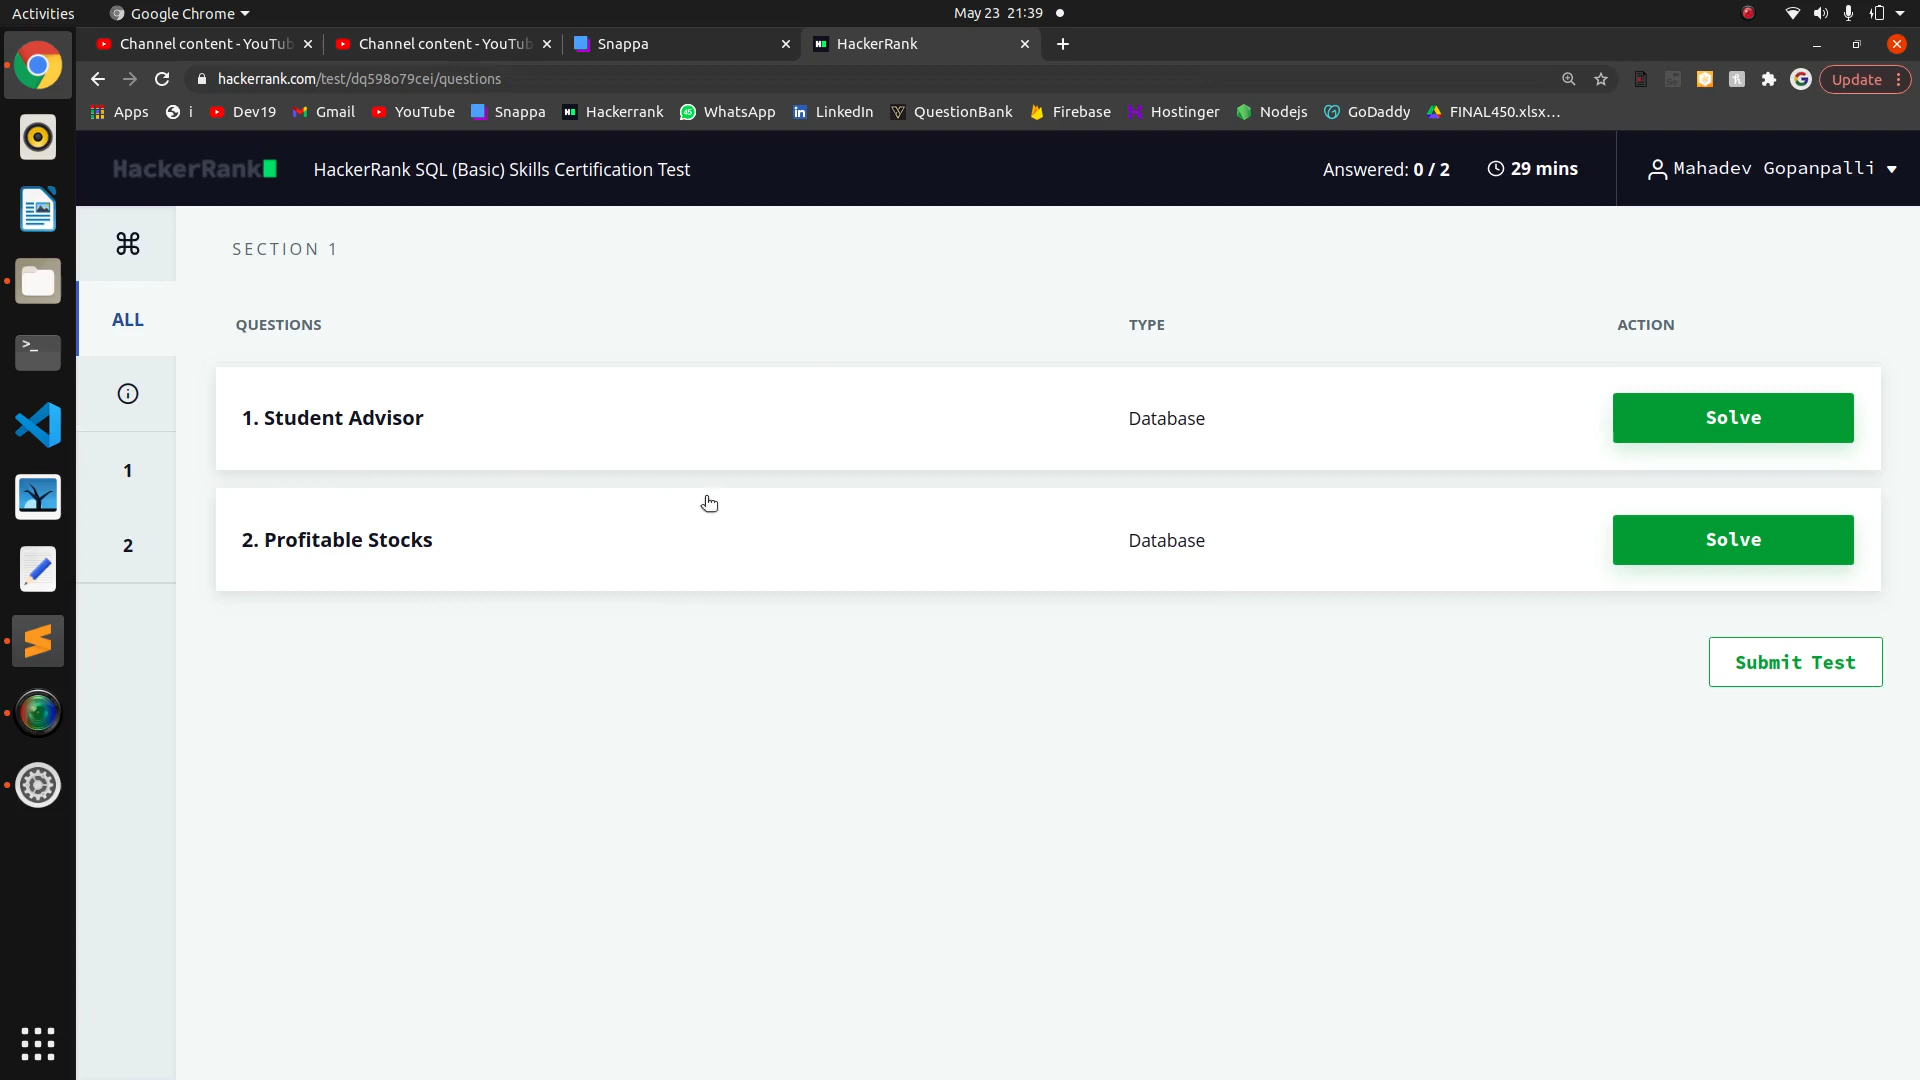 Activities
Google Chrome
May 23 21:39
Channel content - YouTub
Channel content - YouTub
Snappa
HackerRank
hackerrank.com/test/dq598o79cei/questions
Update
Apps
i
Dev19
Gmail
YouTube
Snappa
Hackerrank
WhatsApp
LinkedIn
QuestionBank
Firebase
Hostinger
Nodejs
GoDaddy
FINAL450.xlsx...
HackerRank
HackerRank SQL (Basic) Skills Certification Test
Answered: 0 / 2
29 mins
Mahadev Gopanpalli
SECTION 1
ALL
QUESTIONS
TYPE
ACTION
1. Student Advisor
Database
Solve
1
2. Profitable Stocks
Database
Solve
2
Submit Test